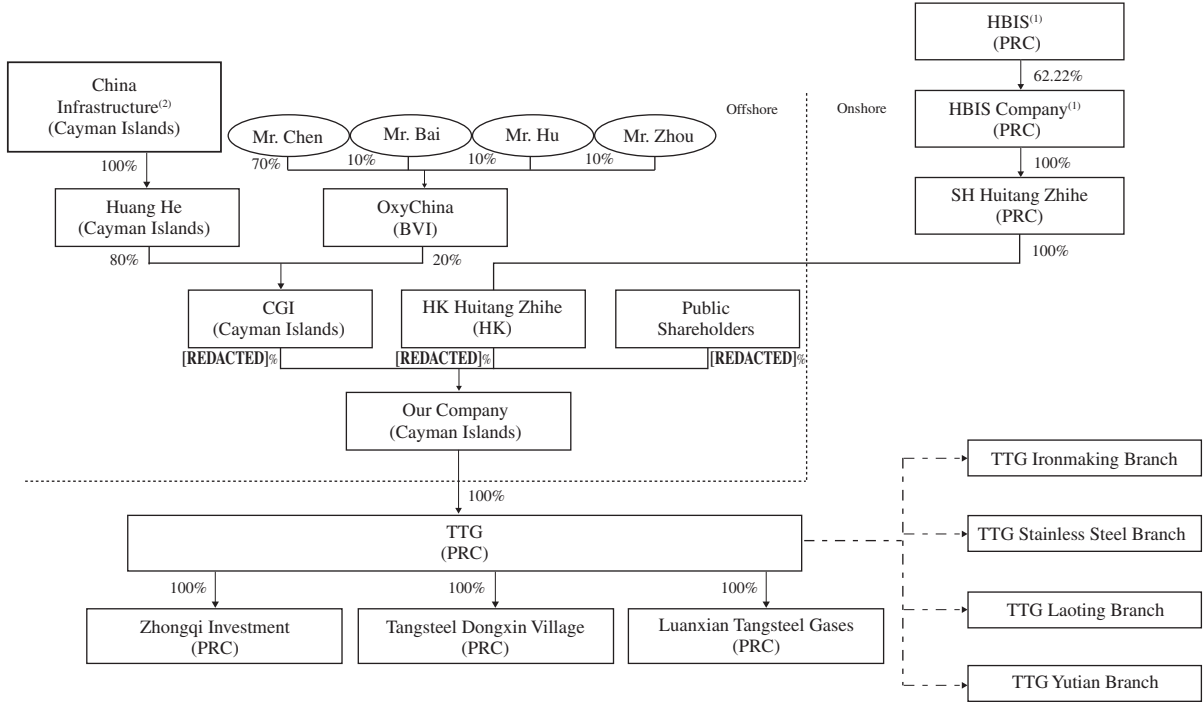 HBIS(1)
(PRC)
62.22%
China
Infrastructure(2)
(Cayman Islands)
Offshore
Onshore
HBIS Company(1)
(PRC)
Mr. Chen
Mr. Bai
Mr. Hu
Mr. Zhou
100%
70%
10%
10%
10%
100%
Huang He
(Cayman Islands)
OxyChina
(BVI)
SH Huitang Zhihe
(PRC)
80%
20%
100%
CGI
(Cayman Islands)
HK Huitang Zhihe
(HK)
Public
Shareholders
[REDACTED]%
[REDACTED]%
[REDACTED]%
Our Company
(Cayman Islands)
100%
TTG
(PRC)
100%
100%
100%
Zhongqi Investment
(PRC)
Tangsteel Dongxin Village
(PRC)
Luanxian Tangsteel Gases
(PRC)
TTG Ironmaking Branch
TTG Stainless Steel Branch
TTG Laoting Branch
TTG Yutian Branch